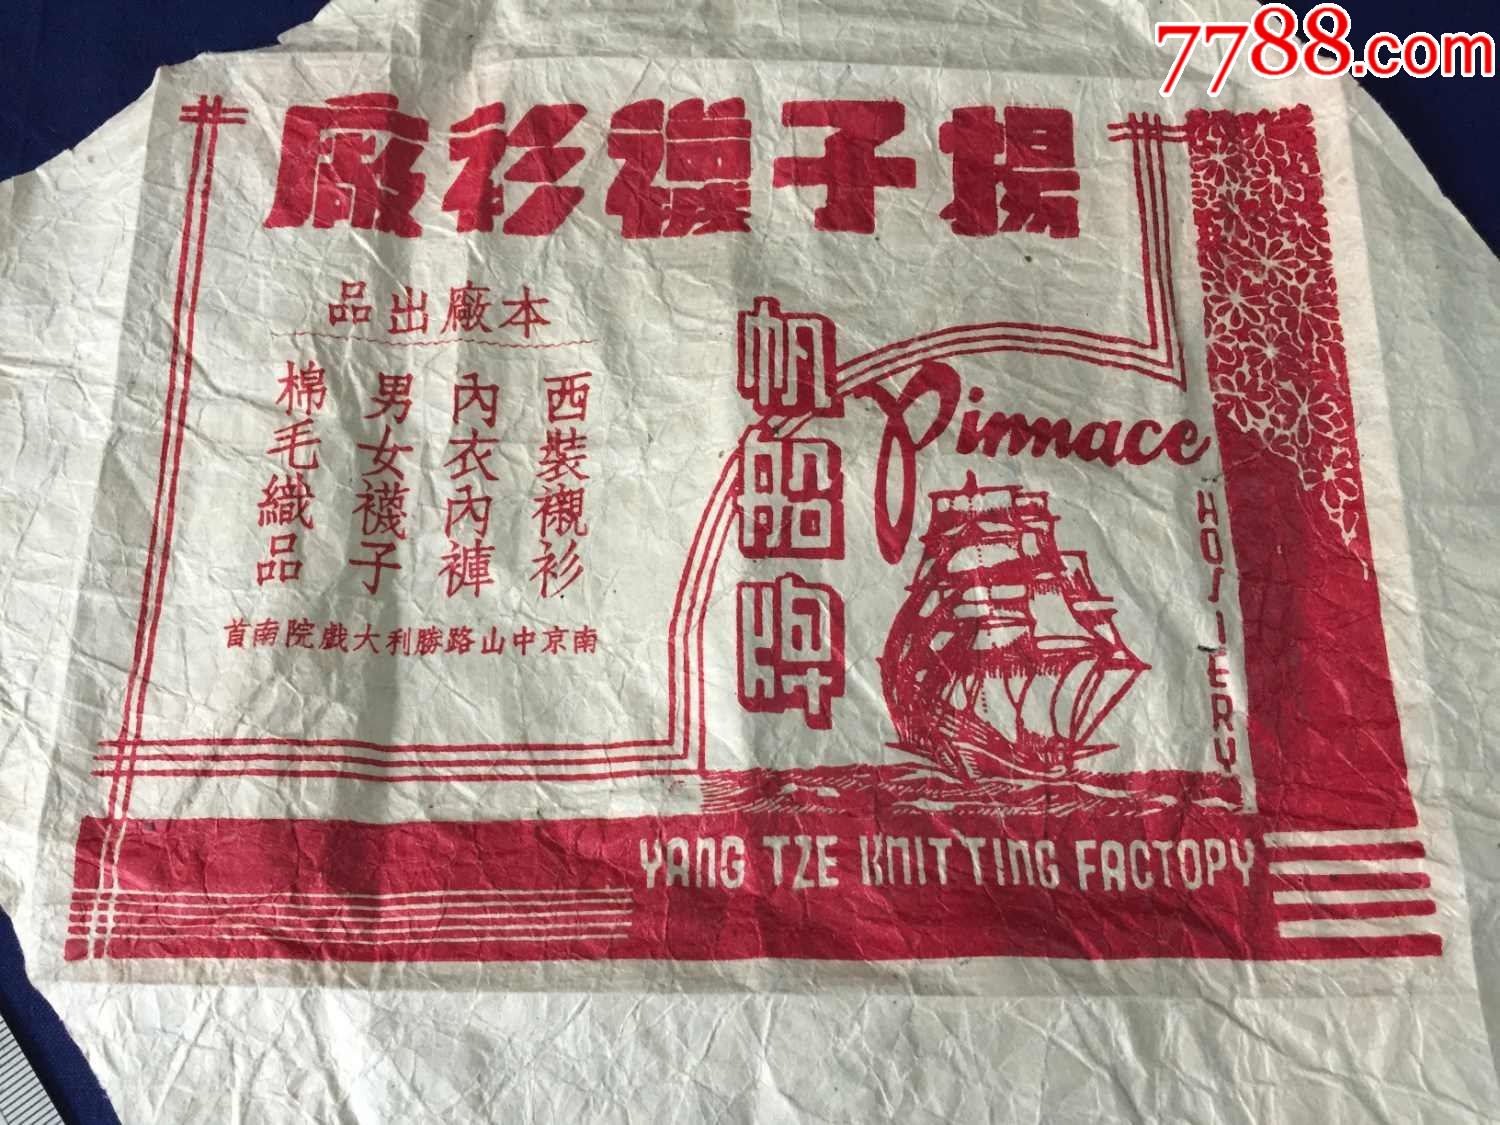 7788.com
揚子襪衫廠
本廠出品
西裝襯衫
內衣內褲
男女襪子
棉毛織品
南京中山路勝利大戲院南首
帆船牌
Pinnace
HOSIERY
YANG TZE KNITTING FACTOPY